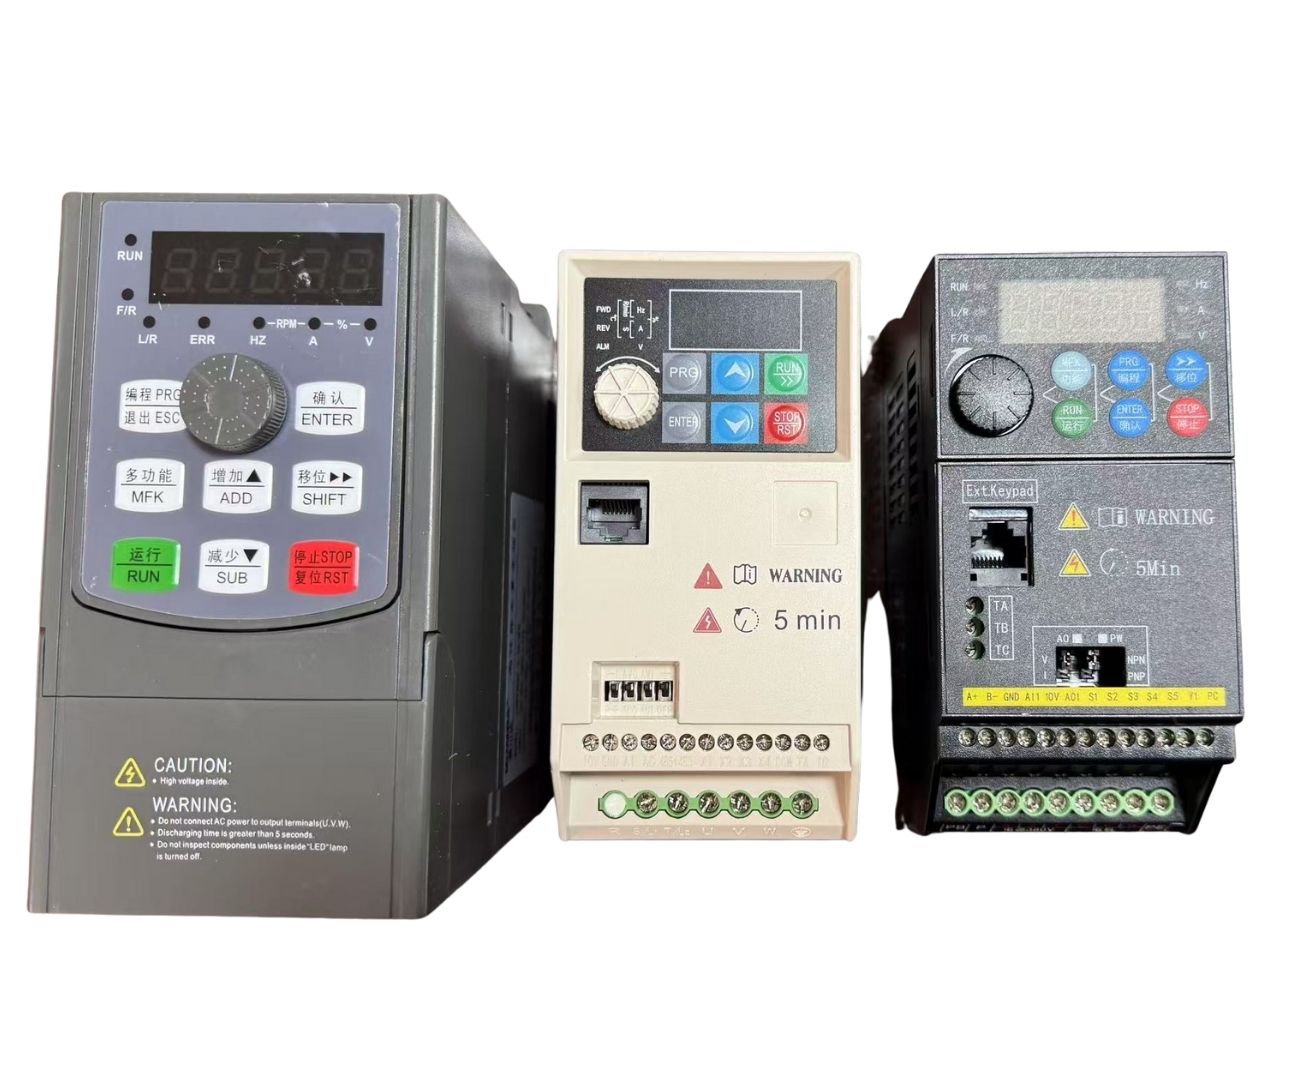 RUN
F/R
L/R ERR HZ RPM A % V
编程 PRG
退出 ESC
确认
ENTER
多功能
MFK
增加▲
ADD
移位▶▶
SHIFT
运行
RUN
减少▼
SUB
停止STOP
复位RST
CAUTION:
• High voltage inside.
WARNING:
• Do not connect AC power to output terminals(U.V.W).
• Discharging time is greater than 5 seconds.
• Do not inspect components unless inside "LED" lamp
is turned off.
FWD
REV
ALM
Hz
A
V
PRG
RUN
ENTER
STOP
RST
WARNING
5 min
U V W
RUN
L/R
F/R
Hz
A
V
MFK
功能
PRG
编程
移位
RUN
运行
ENTER
确认
STOP
停止
Ext.Keypad
WARNING
5Min
TA
TB
TC
AO PW
V NPN
I PNP
A+ B- GND AI1 10V AO1 S1 S2 S3 S4 S5 Y1 PC